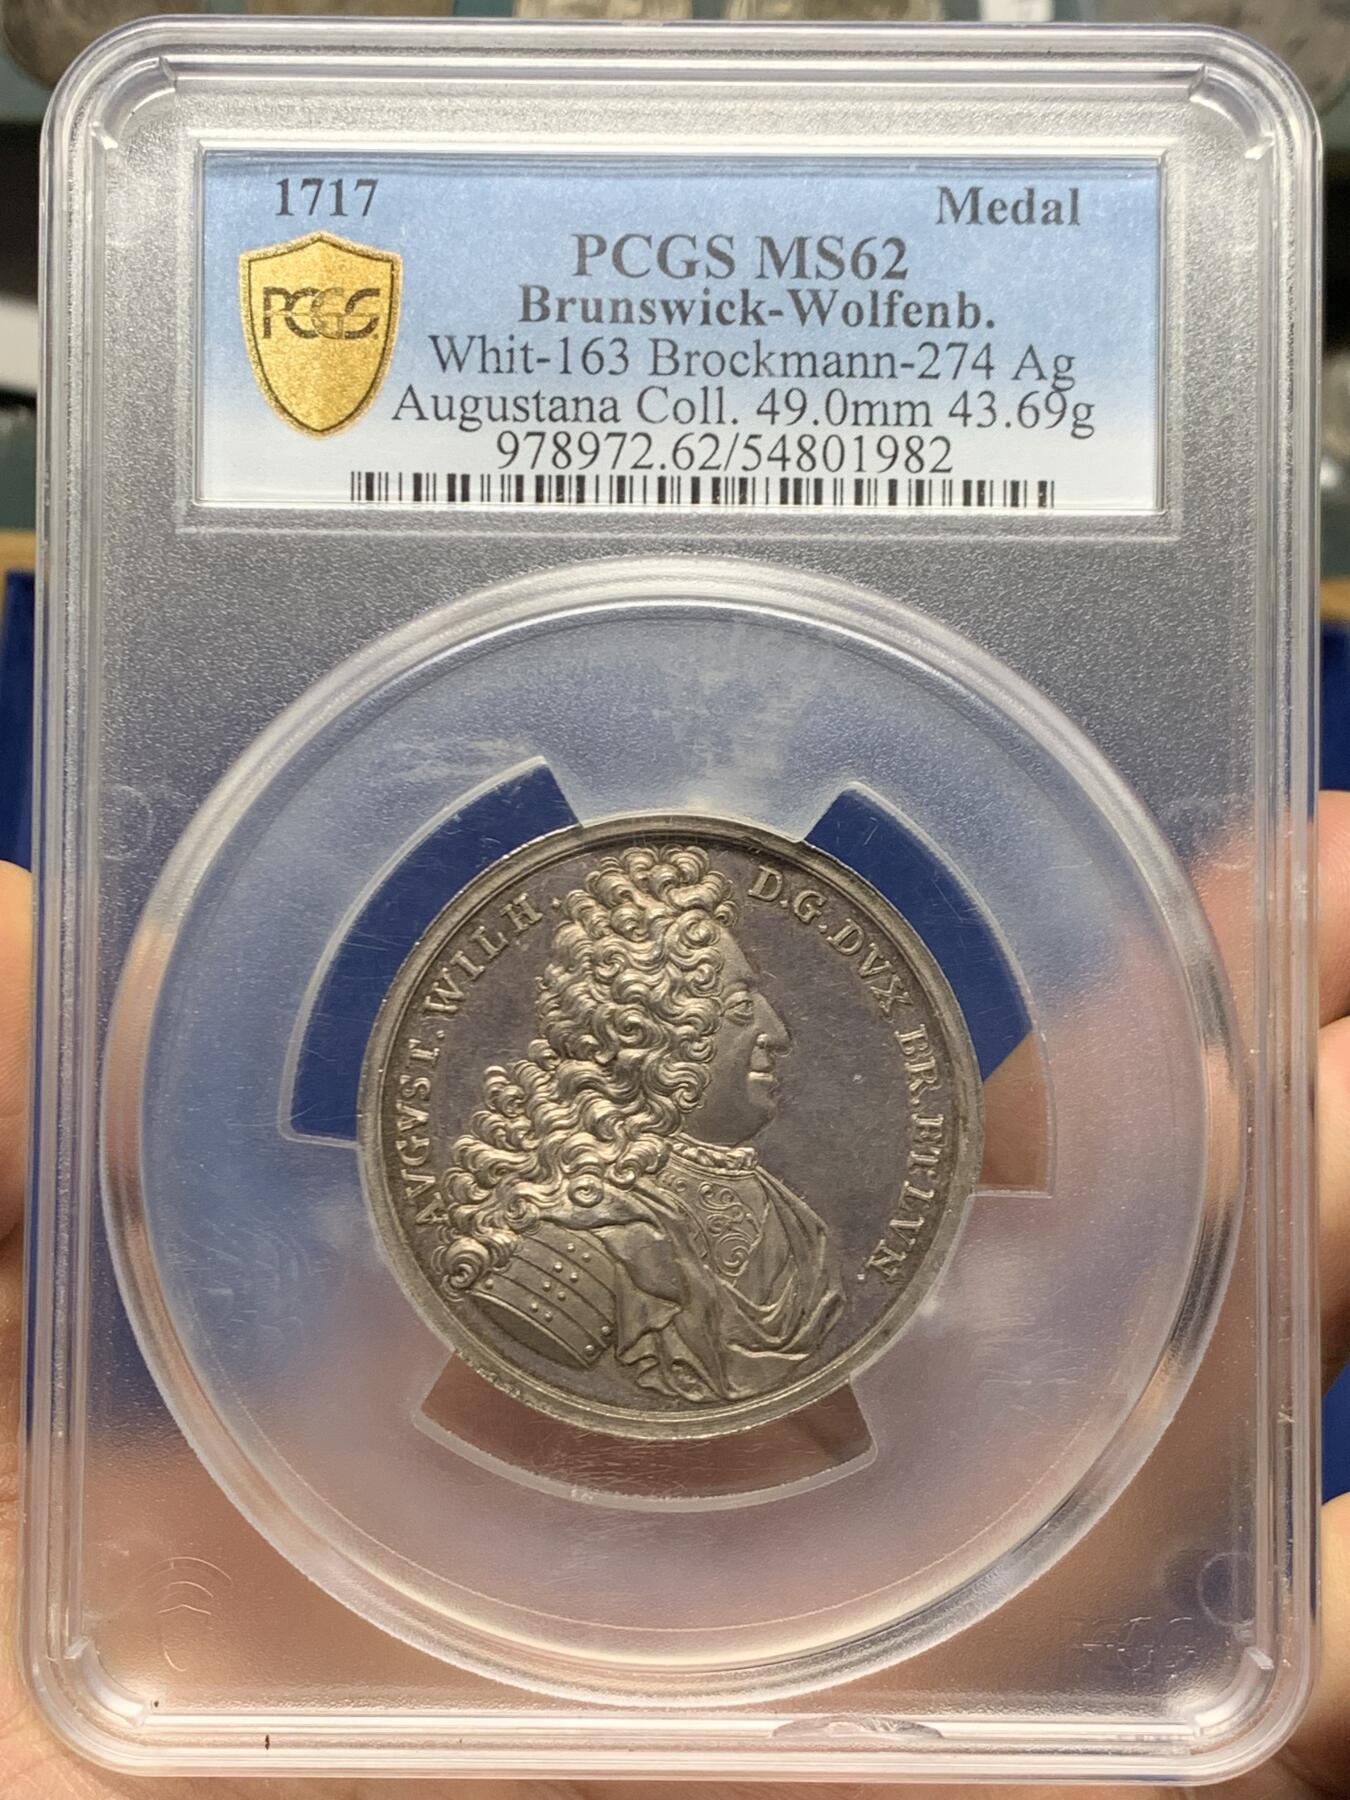 1717
Medal
PCGS MS62
PCGS
Brunswick-Wolfenb.
Whit-163 Brockmann-274 Ag
Augustana Coll. 49.0mm 43.69g
978972.62/54801982
AVGVST. WILH. D.G.DVX BR.ET LVN.
PCGS